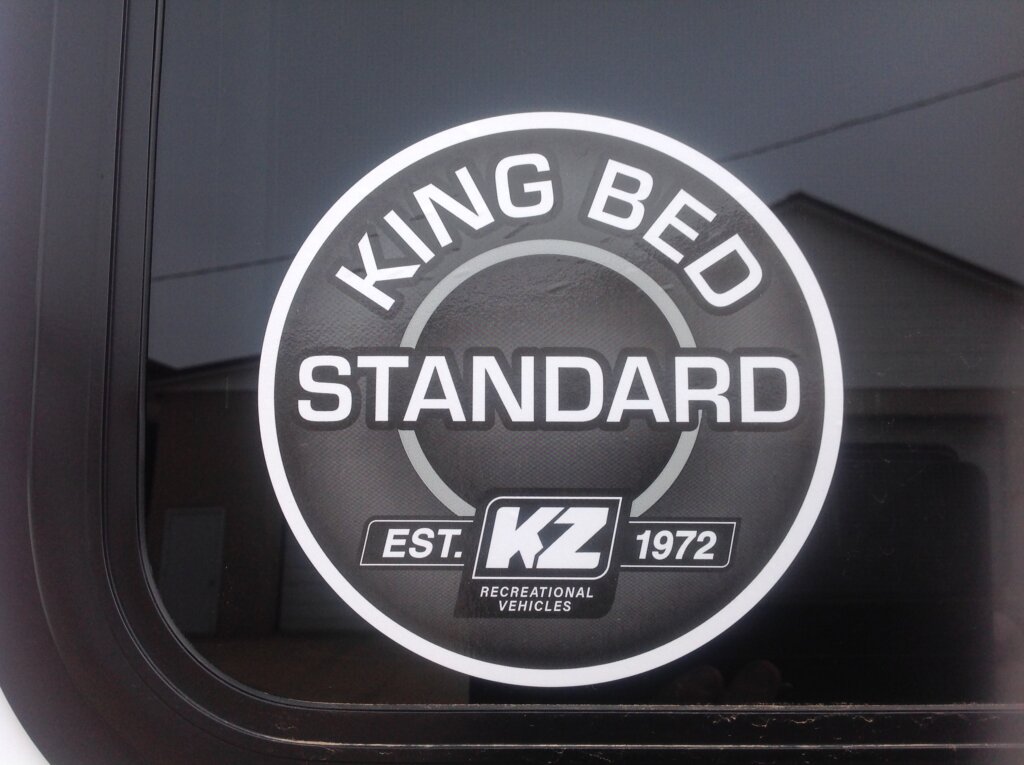 KING BED
STANDARD
EST. KZ 1972
RECREATIONAL
VEHICLES